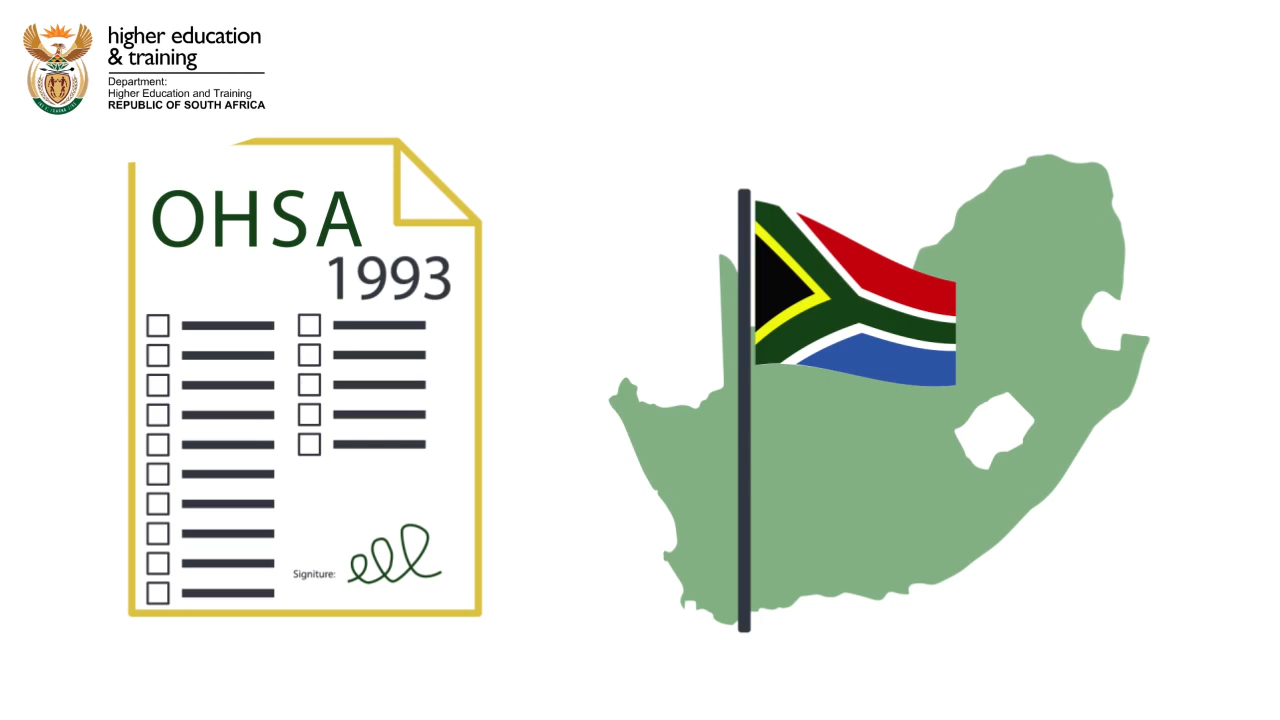 higher education
& training
Department:
Higher Education and Training
REPUBLIC OF SOUTH AFRICA
OHSA
1993
Signiture: